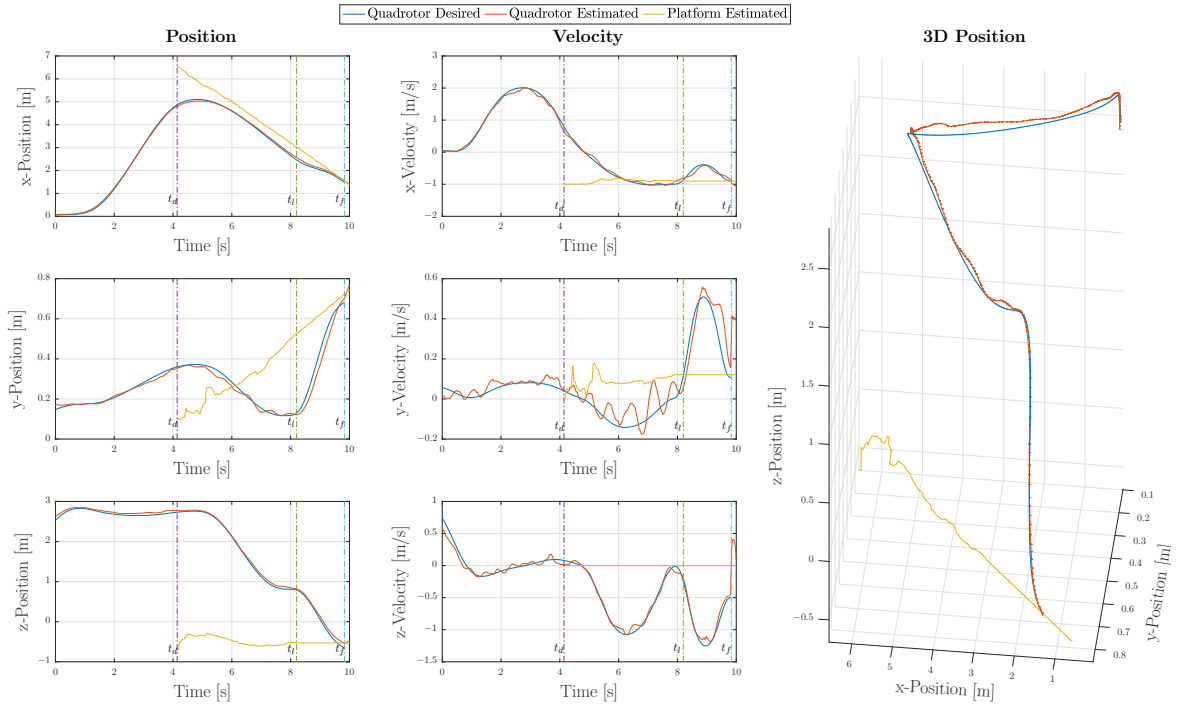 Quadrotor Desired Quadrotor Estimated Platform Estimated
Position
Velocity
3D Position
7
6
5
4
3
2
1
0
x-Position [m]
t_d
t_l
t_f
0 2 4 6 8 10
Time [s]
3
2
1
0
−1
−2
x-Velocity [m/s]
t_d
t_l
t_f
0 2 4 6 8 10
Time [s]
0.8
0.6
0.4
0.2
0
y-Position [m]
t_d
t_l
t_f
0 2 4 6 8 10
Time [s]
0.6
0.4
0.2
0
−0.2
y-Velocity [m/s]
t_d
t_l
t_f
0 2 4 6 8 10
Time [s]
3
2
1
0
−1
z-Position [m]
t_d
t_l
t_f
0 2 4 6 8 10
Time [s]
1
0.5
0
−0.5
−1
−1.5
z-Velocity [m/s]
t_d
t_l
t_f
0 2 4 6 8 10
Time [s]
2.5
2
1.5
1
0.5
0
−0.5
z-Position [m]
6 5 4 3 2 1
x-Position [m]
0.1
0.2
0.3
0.4
0.5
0.6
0.7
0.8
y-Position [m]